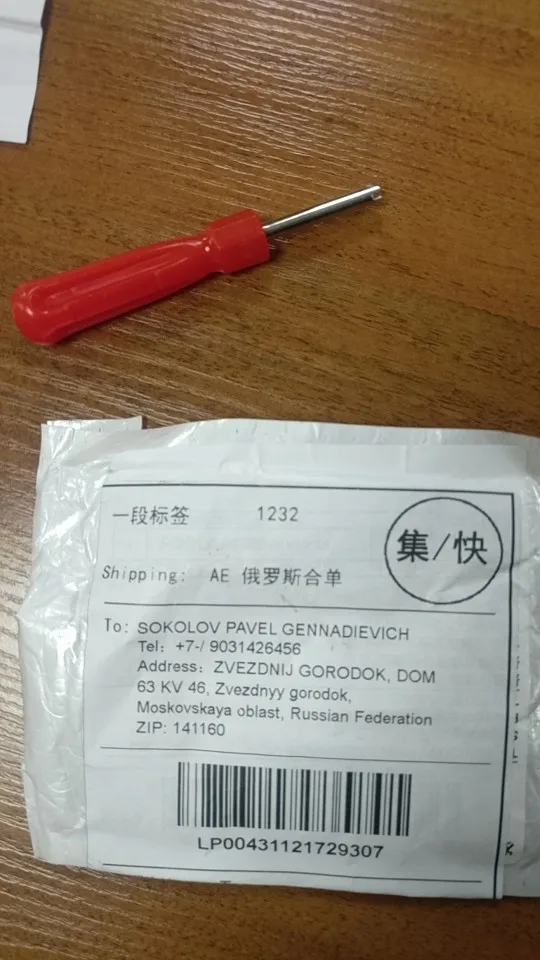 一段标签 1232
集/快
Shipping: AE 俄罗斯合单
To: SOKOLOV PAVEL GENNADIEVICH
Tel: +7-/ 9031426456
Address: ZVEZDNIJ GORODOK, DOM
63 KV 46, Zvezdnyy gorodok,
Moskovskaya oblast, Russian Federation
ZIP: 141160
LP00431121729307